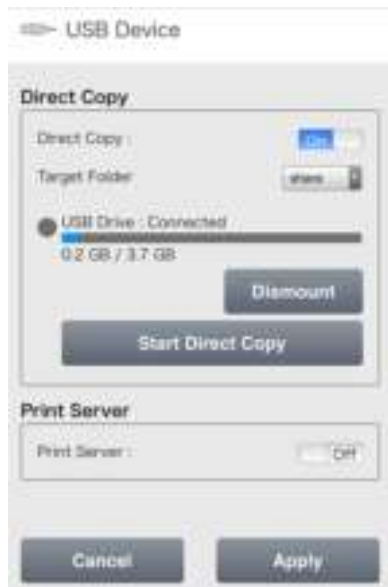 USB Device
Direct Copy
Direct Copy : On
Target Folder share
USB Drive : Connected
0.2 GB / 3.7 GB
Dismount
Start Direct Copy
Print Server
Print Server : Off
Cancel Apply